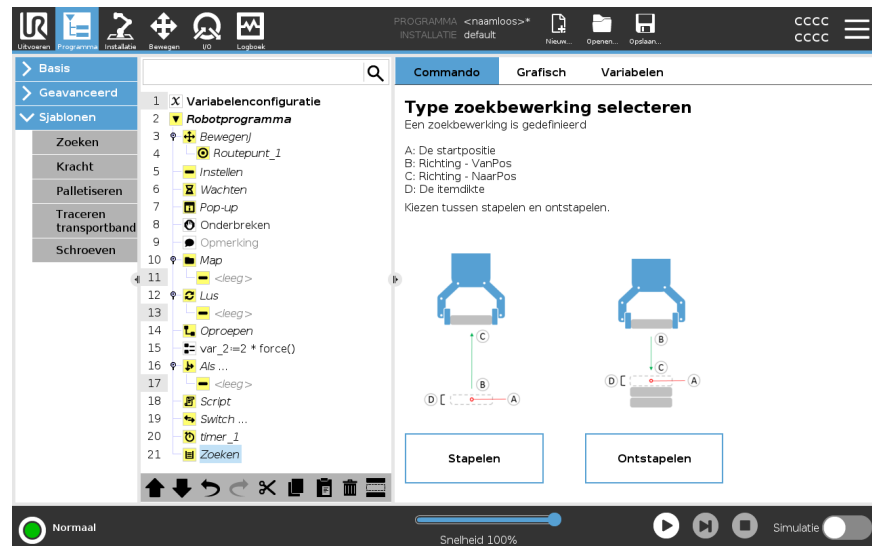 UR
Uitvoeren
Programma
Installatie
Bewegen
I/O
Logboek
PROGRAMMA <naamloos>*
INSTALLATIE default
Nieuw...
Openen...
Opslaan...
CCCC
CCCC
Basis
Geavanceerd
Sjablonen
Zoeken
Kracht
Palletiseren
Traceren
transportband
Schroeven
1 X Variabelenconfiguratie
2 Robotprogramma
3 BewegenJ
4 Routepunt_1
5 Instellen
6 Wachten
7 Pop-up
8 Onderbreken
9 Opmerking
10 Map
11 <leeg>
12 Lus
13 <leeg>
14 Oproepen
15 var_2:=2 * force()
16 Als ...
17 <leeg>
18 Script
19 Switch ...
20 timer_1
21 Zoeken
Commando Grafisch Variabelen
Type zoekbewerking selecteren
Een zoekbewerking is gedefinieerd
A: De startpositie
B: Richting - VanPos
C: Richting - NaarPos
D: De itemdikte
Kiezen tussen stapelen en ontstapelen.
C
B
D A
B
C
D A
Stapelen
Ontstapelen
Normaal
Snelheid 100%
Simulatie